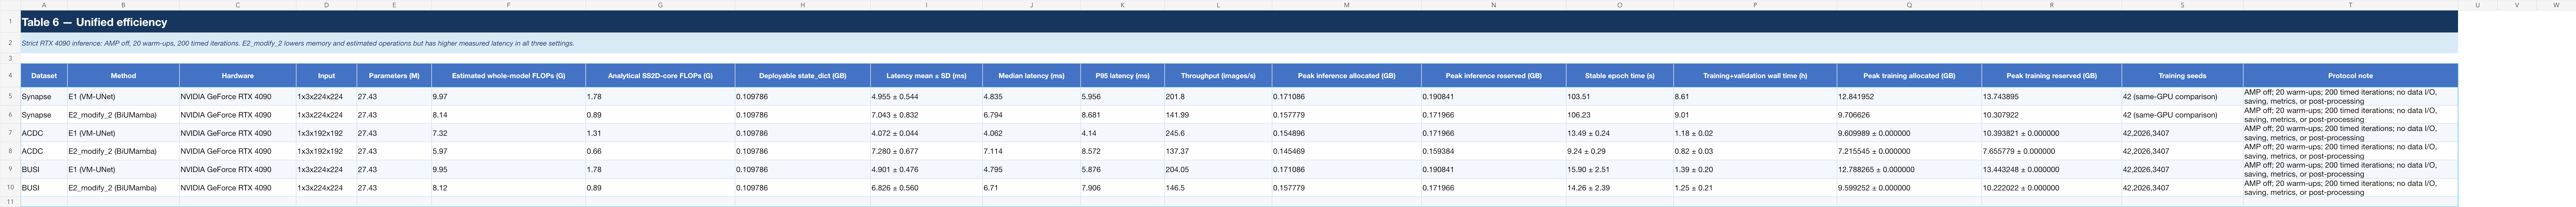 A B C D E F G H I J K L M N O P Q R S T U V W
1 Table 6 — Unified efficiency
2 Strict RTX 4090 inference: AMP off, 20 warm-ups, 200 timed iterations. E2_modify_2 lowers memory and estimated operations but has higher measured latency in all three settings.
3
4 Dataset Method Hardware Input Parameters (M) Estimated whole-model FLOPs (G) Analytical SS2D-core FLOPs (G) Deployable state_dict (GB) Latency mean ± SD (ms) Median latency (ms) P95 latency (ms) Throughput (images/s) Peak inference allocated (GB) Peak inference reserved (GB) Stable epoch time (s) Training+validation wall time (h) Peak training allocated (GB) Peak training reserved (GB) Training seeds Protocol note
5 Synapse E1 (VM-UNet) NVIDIA GeForce RTX 4090 1x3x224x224 27.43 9.97 1.78 0.109786 4.955 ± 0.544 4.835 5.956 201.8 0.171086 0.190841 103.51 8.61 12.841952 13.743895 42 (same-GPU comparison) AMP off; 20 warm-ups; 200 timed iterations; no data I/O,
saving, metrics, or post-processing
6 Synapse E2_modify_2 (BiUMamba) NVIDIA GeForce RTX 4090 1x3x224x224 27.43 8.14 0.89 0.109786 7.043 ± 0.832 6.794 8.681 141.99 0.157779 0.171966 106.23 9.01 9.706626 10.307922 42 (same-GPU comparison) AMP off; 20 warm-ups; 200 timed iterations; no data I/O,
saving, metrics, or post-processing
7 ACDC E1 (VM-UNet) NVIDIA GeForce RTX 4090 1x3x192x192 27.43 7.32 1.31 0.109786 4.072 ± 0.044 4.062 4.14 245.6 0.154896 0.171966 13.49 ± 0.24 1.18 ± 0.02 9.609989 ± 0.000000 10.393821 ± 0.000000 42,2026,3407 AMP off; 20 warm-ups; 200 timed iterations; no data I/O,
saving, metrics, or post-processing
8 ACDC E2_modify_2 (BiUMamba) NVIDIA GeForce RTX 4090 1x3x192x192 27.43 5.97 0.66 0.109786 7.280 ± 0.677 7.114 8.572 137.37 0.145469 0.159384 9.24 ± 0.29 0.82 ± 0.03 7.215545 ± 0.000000 7.655779 ± 0.000000 42,2026,3407 AMP off; 20 warm-ups; 200 timed iterations; no data I/O,
saving, metrics, or post-processing
9 BUSI E1 (VM-UNet) NVIDIA GeForce RTX 4090 1x3x224x224 27.43 9.95 1.78 0.109786 4.901 ± 0.476 4.795 5.876 204.05 0.171086 0.190841 15.90 ± 2.51 1.39 ± 0.20 12.788265 ± 0.000000 13.443248 ± 0.000000 42,2026,3407 AMP off; 20 warm-ups; 200 timed iterations; no data I/O,
saving, metrics, or post-processing
10 BUSI E2_modify_2 (BiUMamba) NVIDIA GeForce RTX 4090 1x3x224x224 27.43 8.12 0.89 0.109786 6.826 ± 0.560 6.71 7.906 146.5 0.157779 0.171966 14.26 ± 2.39 1.25 ± 0.21 9.599252 ± 0.000000 10.222022 ± 0.000000 42,2026,3407 AMP off; 20 warm-ups; 200 timed iterations; no data I/O,
saving, metrics, or post-processing
11